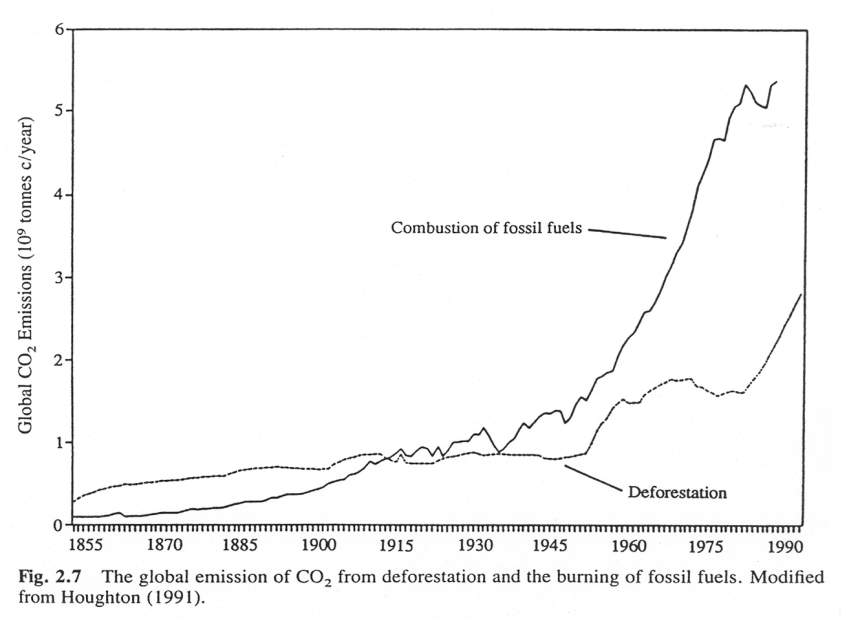 6
5
4
3
2
1
0
Global CO₂ Emissions (10⁹ tonnes c/year)
Combustion of fossil fuels
Deforestation
1855 1870 1885 1900 1915 1930 1945 1960 1975 1990
Fig. 2.7 The global emission of CO₂ from deforestation and the burning of fossil fuels. Modified
from Houghton (1991).